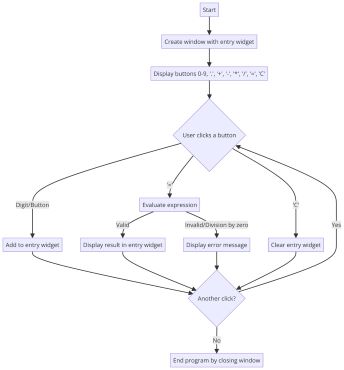 Start
Create window with entry widget
Display buttons 0-9, '.', '+', '-', '*', '/', '=', 'C'
User clicks a button
Digit/Button
'='
'C'
Yes
Evaluate expression
Valid
Invalid/Division by zero
Add to entry widget
Display result in entry widget
Display error message
Clear entry widget
Another click?
No
End program by closing window